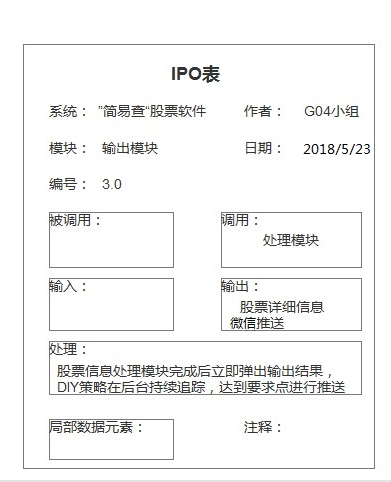 IPO表
系统： ”简易查“股票软件 作者： G04小组
模块： 输出模块 日期： 2018/5/23
编号： 3.0
被调用： 调用：
处理模块
输入： 输出：
股票详细信息
微信推送
处理：
股票信息处理模块完成后立即弹出输出结果，
DIY策略在后台持续追踪，达到要求点进行推送
局部数据元素： 注释：